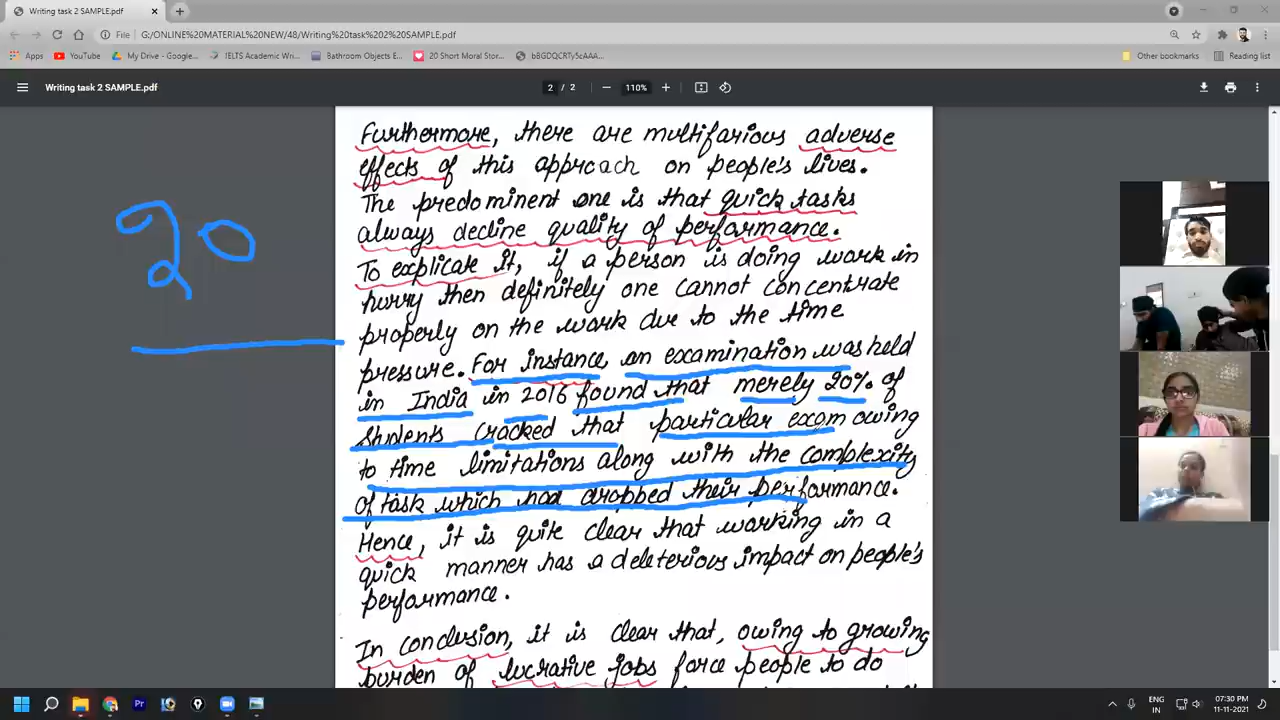 Writing task 2 SAMPLE.pdf
File G:/ONLINE%20MATERIAL%20NEW/48/Writing%20task%202%20SAMPLE.pdf
Apps YouTube My Drive - Google... IELTS Academic Wri... Bathroom Objects E... 20 Short Moral Stor... bBGDQCRTy5cAAA... Other bookmarks Reading list
Writing task 2 SAMPLE.pdf 2 / 2 110%
Furthermore, there are multifarious adverse
effects of this approach on people's lives.
The predominent one is that quick tasks
always decline quality of performance.
To explicate it, if a person is doing work in
hurry then definitely one cannot concentrate
properly on the work due to the time
pressure. For instance, an examination was held
in India in 2016 found that merely 20% of
students cracked that particular exam owing
to time limitations along with the complexity
of task which had dropped their performance.
Hence, it is quite clear that working in a
quick manner has a deleterious impact on people's
performance.
In conclusion, it is clear that, owing to growing
burden of lucrative jobs force people to do
20
ENG
IN
07:30 PM
11-11-2021